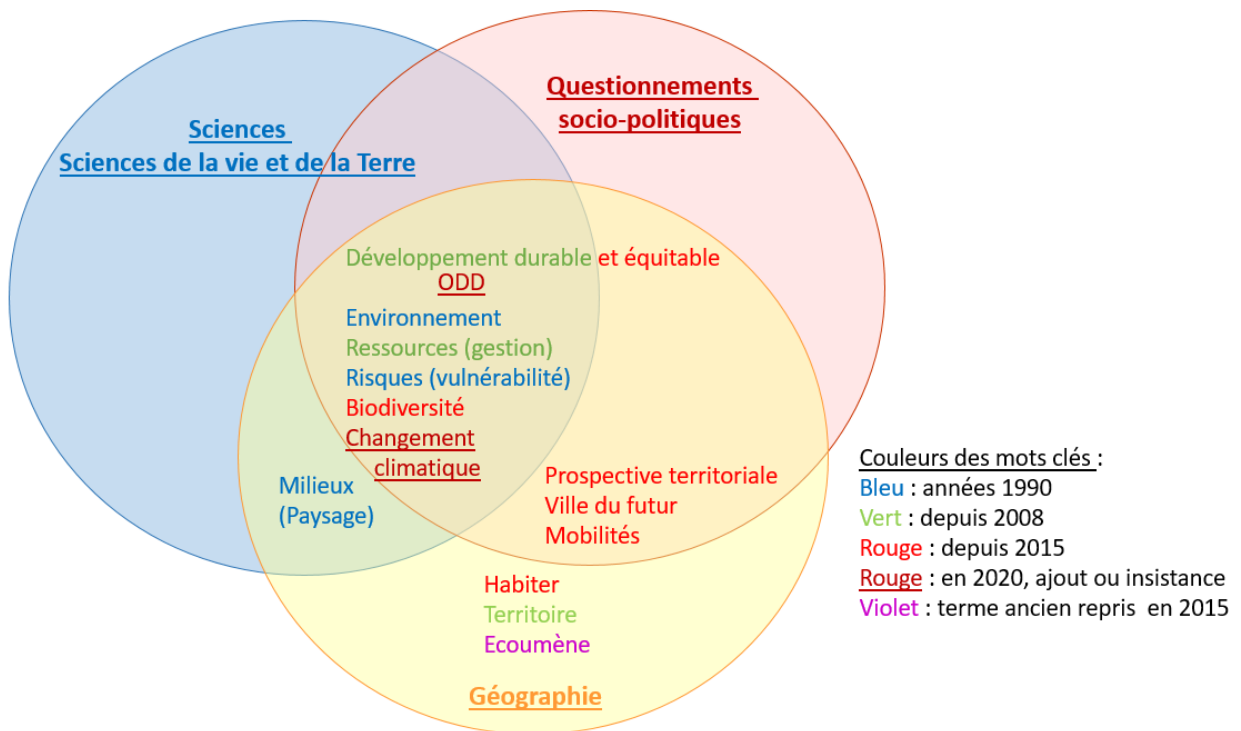 Questionnements
socio-politiques
Sciences
Sciences de la vie et de la Terre
Développement durable et équitable
ODD
Environnement
Ressources (gestion)
Risques (vulnérabilité)
Biodiversité
Changement
climatique
Milieux
(Paysage)
Prospective territoriale
Ville du futur
Mobilités
Habiter
Territoire
Ecoumène
Géographie
Couleurs des mots clés :
Bleu : années 1990
Vert : depuis 2008
Rouge : depuis 2015
Rouge : en 2020, ajout ou insistance
Violet : terme ancien repris en 2015